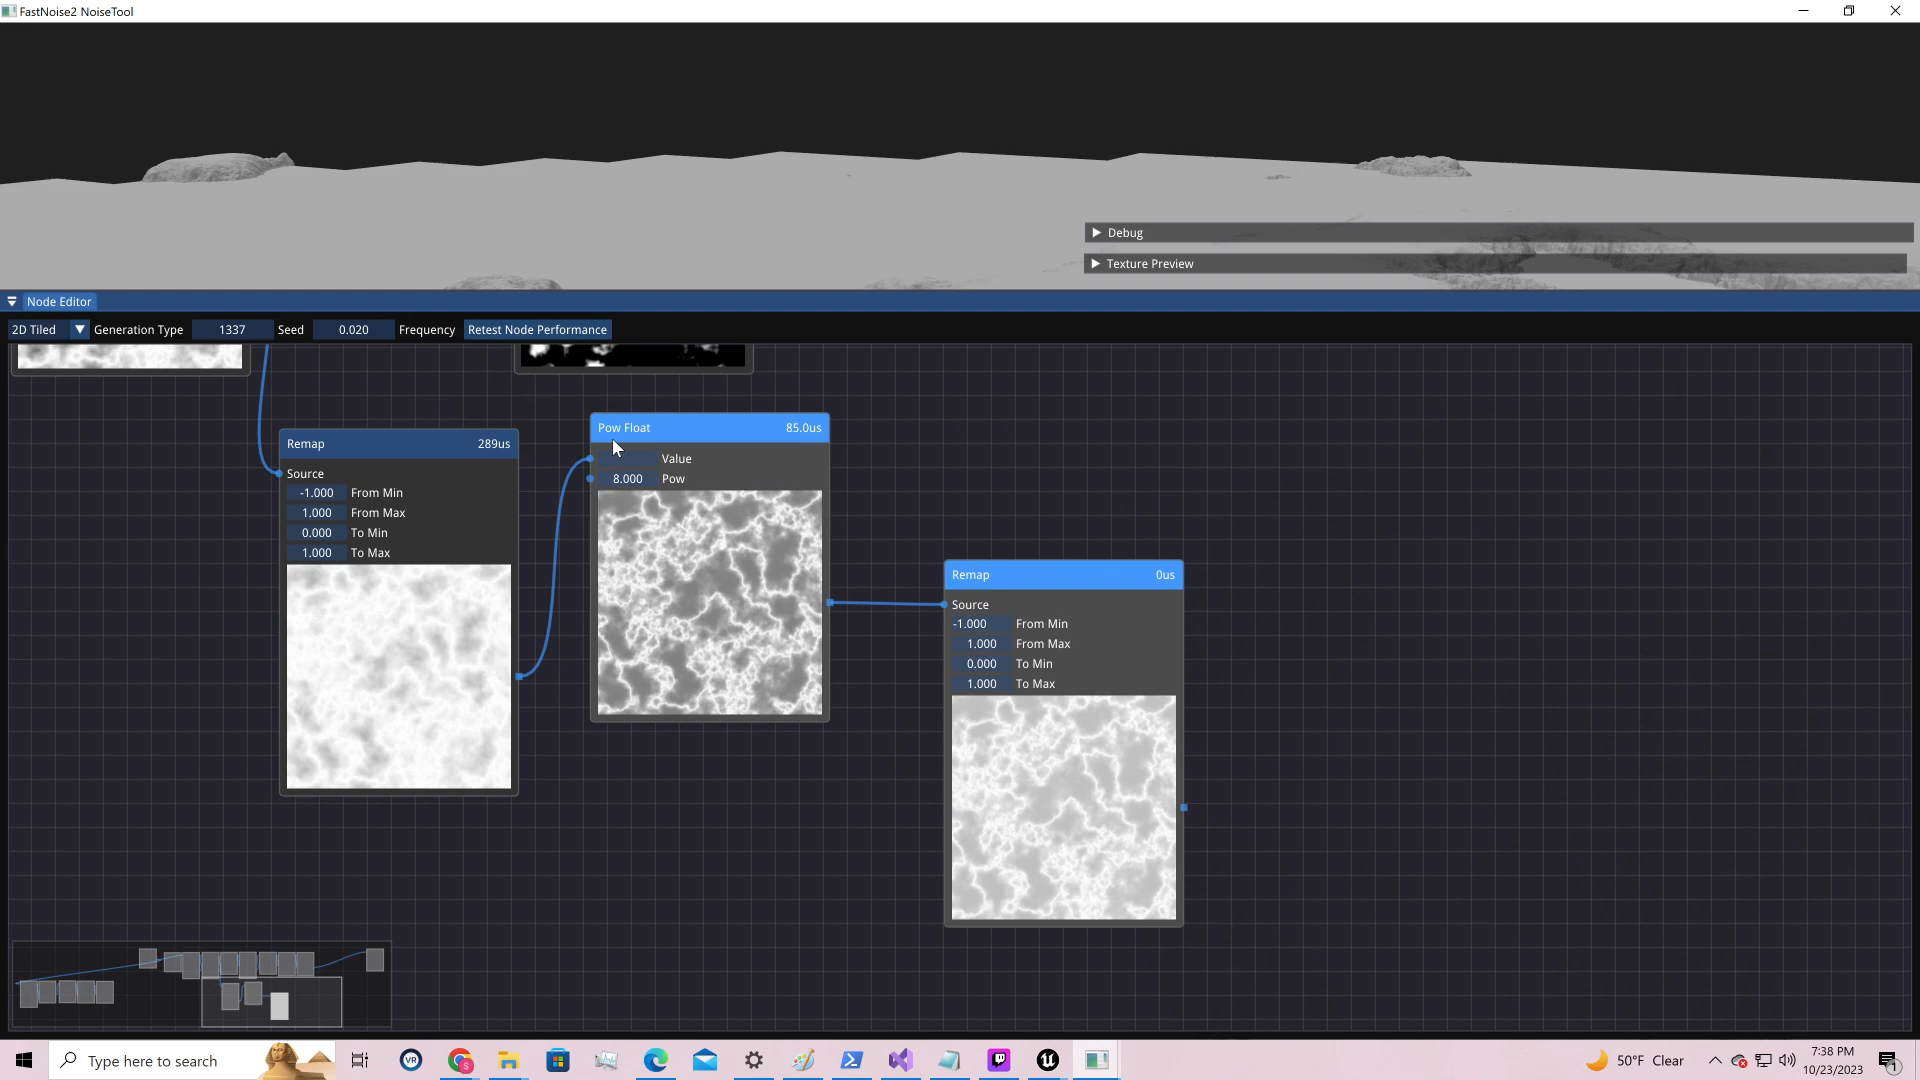 FastNoise2 NoiseTool
Debug
Texture Preview
Node Editor
2D Tiled Generation Type 1337 Seed 0.020 Frequency Retest Node Performance
Remap 289us
Source
-1.000 From Min
1.000 From Max
0.000 To Min
1.000 To Max
Pow Float 85.0us
Value
8.000 Pow
Remap 0us
Source
-1.000 From Min
1.000 From Max
0.000 To Min
1.000 To Max
Type here to search
VR
S
50°F Clear
7:38 PM
10/23/2023
1